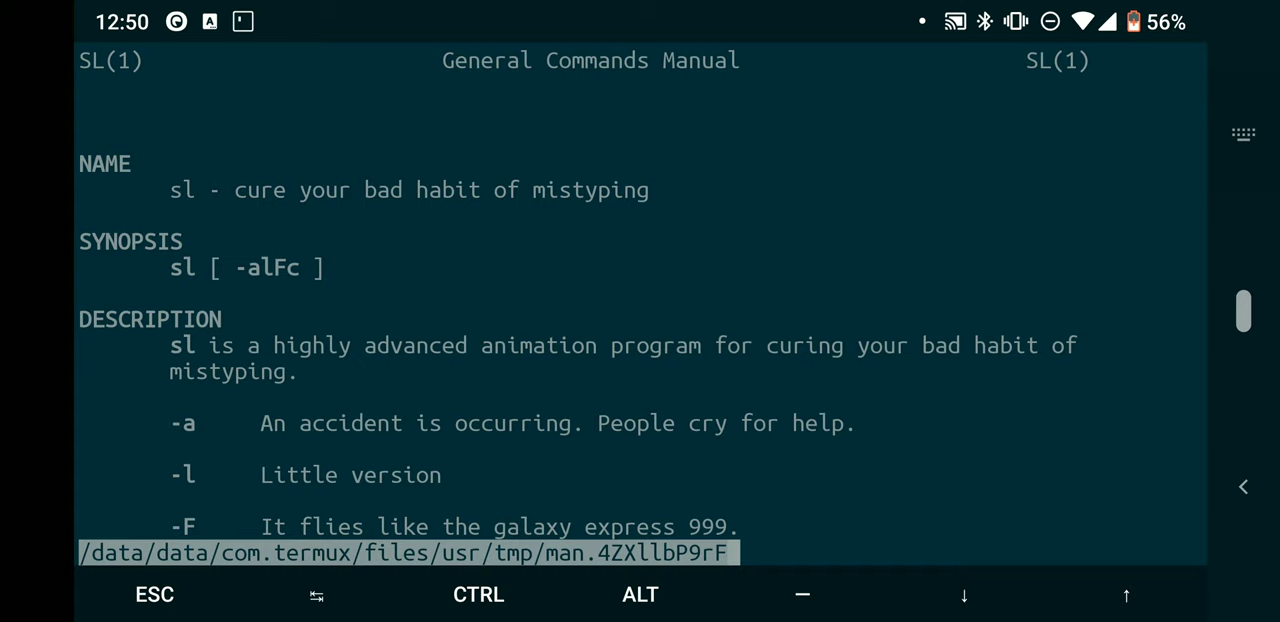 12:50 56%
SL(1) General Commands Manual SL(1)
NAME
sl - cure your bad habit of mistyping
SYNOPSIS
sl [ -alFc ]
DESCRIPTION
sl is a highly advanced animation program for curing your bad habit of
mistyping.
-a An accident is occurring. People cry for help.
-l Little version
-F It flies like the galaxy express 999.
/data/data/com.termux/files/usr/tmp/man.4ZXllbP9rF
ESC ↹ CTRL ALT — ↓ ↑